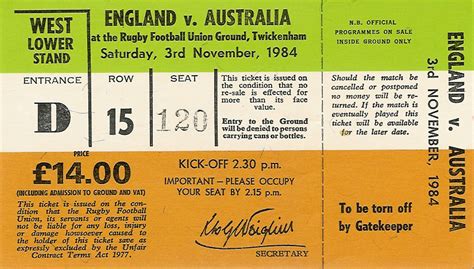 WEST
LOWER
STAND
ENGLAND v. AUSTRALIA
at the Rugby Football Union Ground, Twickenham
Saturday, 3rd November, 1984
ENTRANCE
D
ROW
15
SEAT
120
This ticket is issued on
the condition that no
re-sale is effected for
more than its face
value.
Entry to the Ground
will be denied to persons
carrying cans or bottles.
PRICE
£14.00
(INCLUDING ADMISSION TO GROUND AND VAT)
This ticket is issued on condition
that the Rugby Football Union,
its servants or agents will not
be liable for any loss, injury
or damage howsoever caused
to the holder of this ticket save as
expressly excluded by the Unfair
Contract Terms Act 1977.
KICK-OFF 2.30 p.m.
IMPORTANT – PLEASE OCCUPY
YOUR SEAT BY 2.15 p.m.
SECRETARY
N.B. OFFICIAL
PROGRAMMES ON SALE
INSIDE GROUND ONLY
Should the match be
cancelled or postponed
no money will be re-
turned. If the match is
eventually played this
ticket will be available
for the later date.
To be torn off
by Gatekeeper
ENGLAND v. AUSTRALIA
3rd NOVEMBER, 1984